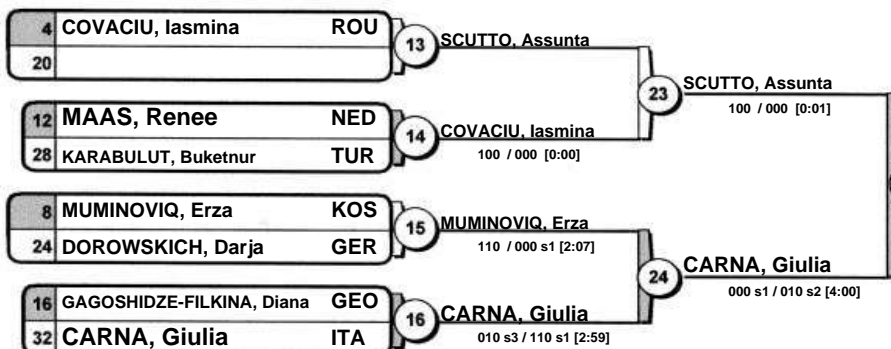 4 COVACIU, Iasmina ROU
20
13 SCUTTO, Assunta
23 SCUTTO, Assunta
100 / 000 [0:01]
12 MAAS, Renee NED
28 KARABULUT, Buketnur TUR
14 COVACIU, Iasmina
100 / 000 [0:00]
8 MUMINOVIQ, Erza KOS
24 DOROWSKICH, Darja GER
15 MUMINOVIQ, Erza
110 / 000 s1 [2:07]
24 CARNA, Giulia
000 s1 / 010 s2 [4:00]
16 GAGOSHIDZE-FILKINA, Diana GEO
32 CARNA, Giulia ITA
16 CARNA, Giulia
010 s3 / 110 s1 [2:59]